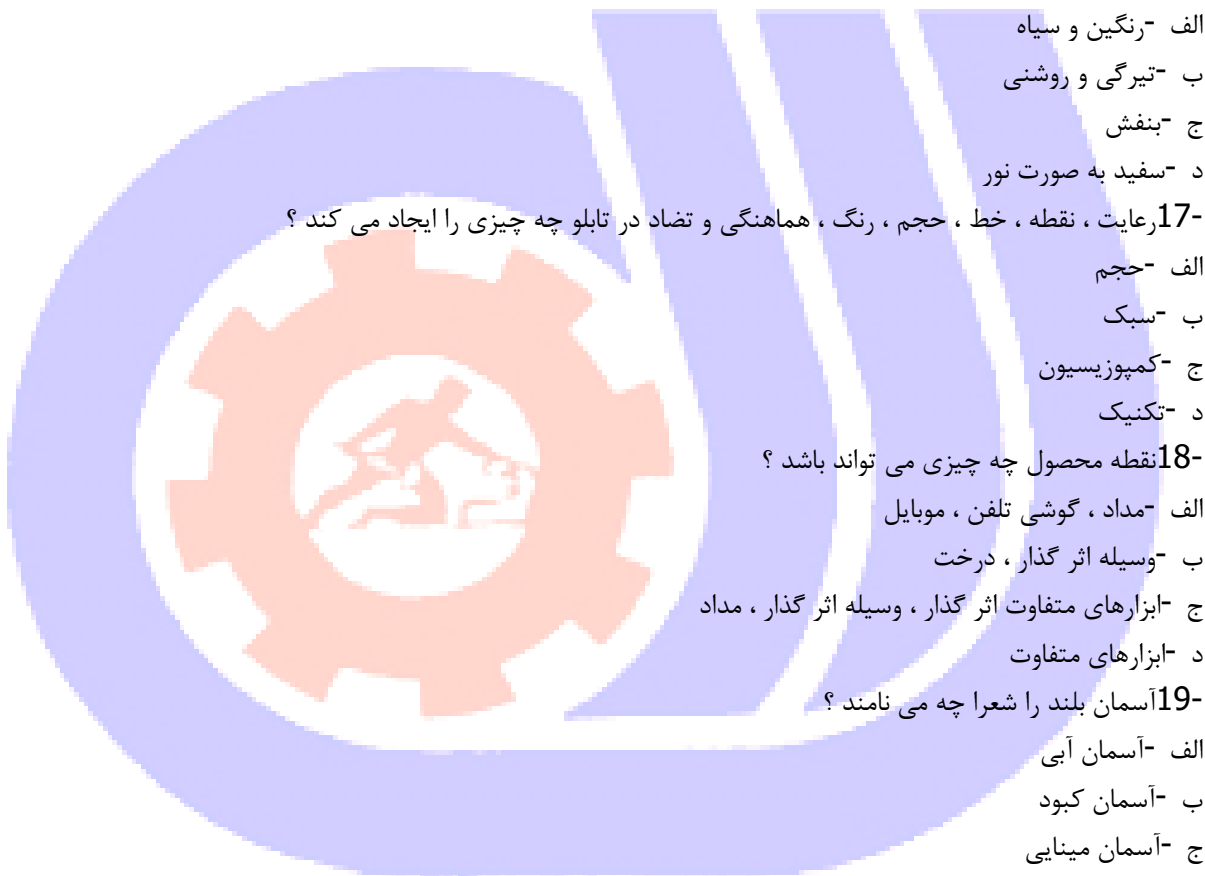 الف -رنگین و سیاه
ب -تیرگی و روشنی
ج -بنفش
د -سفید به صورت نور
17-رعایت ، نقطه ، خط ، حجم ، رنگ ، هماهنگی و تضاد در تابلو چه چیزی را ایجاد می کند ؟
الف -حجم
ب -سبک
ج -کمپوزیسیون
د -تکنیک
18-نقطه محصول چه چیزی می تواند باشد ؟
الف -مداد ، گوشی تلفن ، موبایل
ب -وسیله اثر گذار ، درخت
ج -ابزارهای متفاوت اثر گذار ، وسیله اثر گذار ، مداد
د -ابزارهای متفاوت
19-آسمان بلند را شعرا چه می نامند ؟
الف -آسمان آبی
ب -آسمان کبود
ج -آسمان مینایی